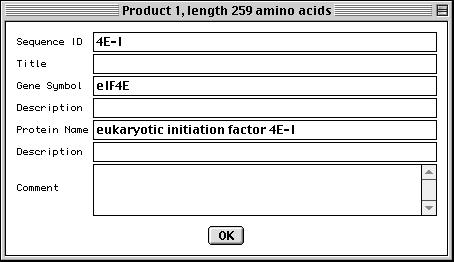 Product 1, length 259 amino acids
Sequence ID 4E-I
Title
Gene Symbol eIF4E
Description
Protein Name eukaryotic initiation factor 4E-I
Description
Comment
OK